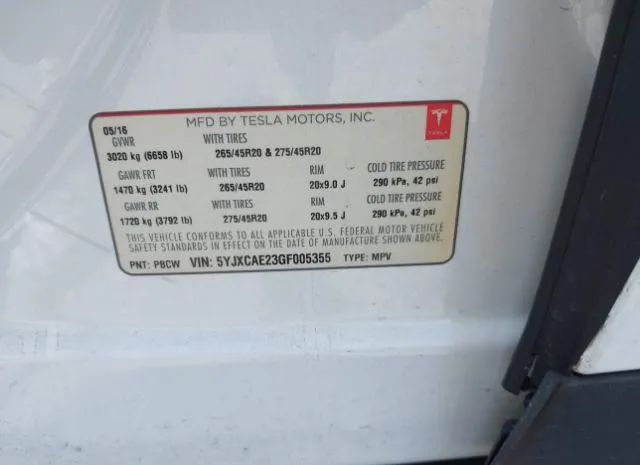 MFD BY TESLA MOTORS, INC.
TESLA
05/16
GVWR WITH TIRES
3020 kg (6658 lb) 265/45R20 & 275/45R20
GAWR FRT WITH TIRES RIM COLD TIRE PRESSURE
1470 kg (3241 lb) 265/45R20 20x9.0 J 290 kPa, 42 psi
GAWR RR WITH TIRES RIM COLD TIRE PRESSURE
1720 kg (3792 lb) 275/45R20 20x9.5 J 290 kPa, 42 psi
THIS VEHICLE CONFORMS TO ALL APPLICABLE U.S. FEDERAL MOTOR VEHICLE
SAFETY STANDARDS IN EFFECT ON THE DATE OF MANUFACTURE SHOWN ABOVE.
PNT: PBCW VIN: 5YJXCAE23GF005355 TYPE: MPV